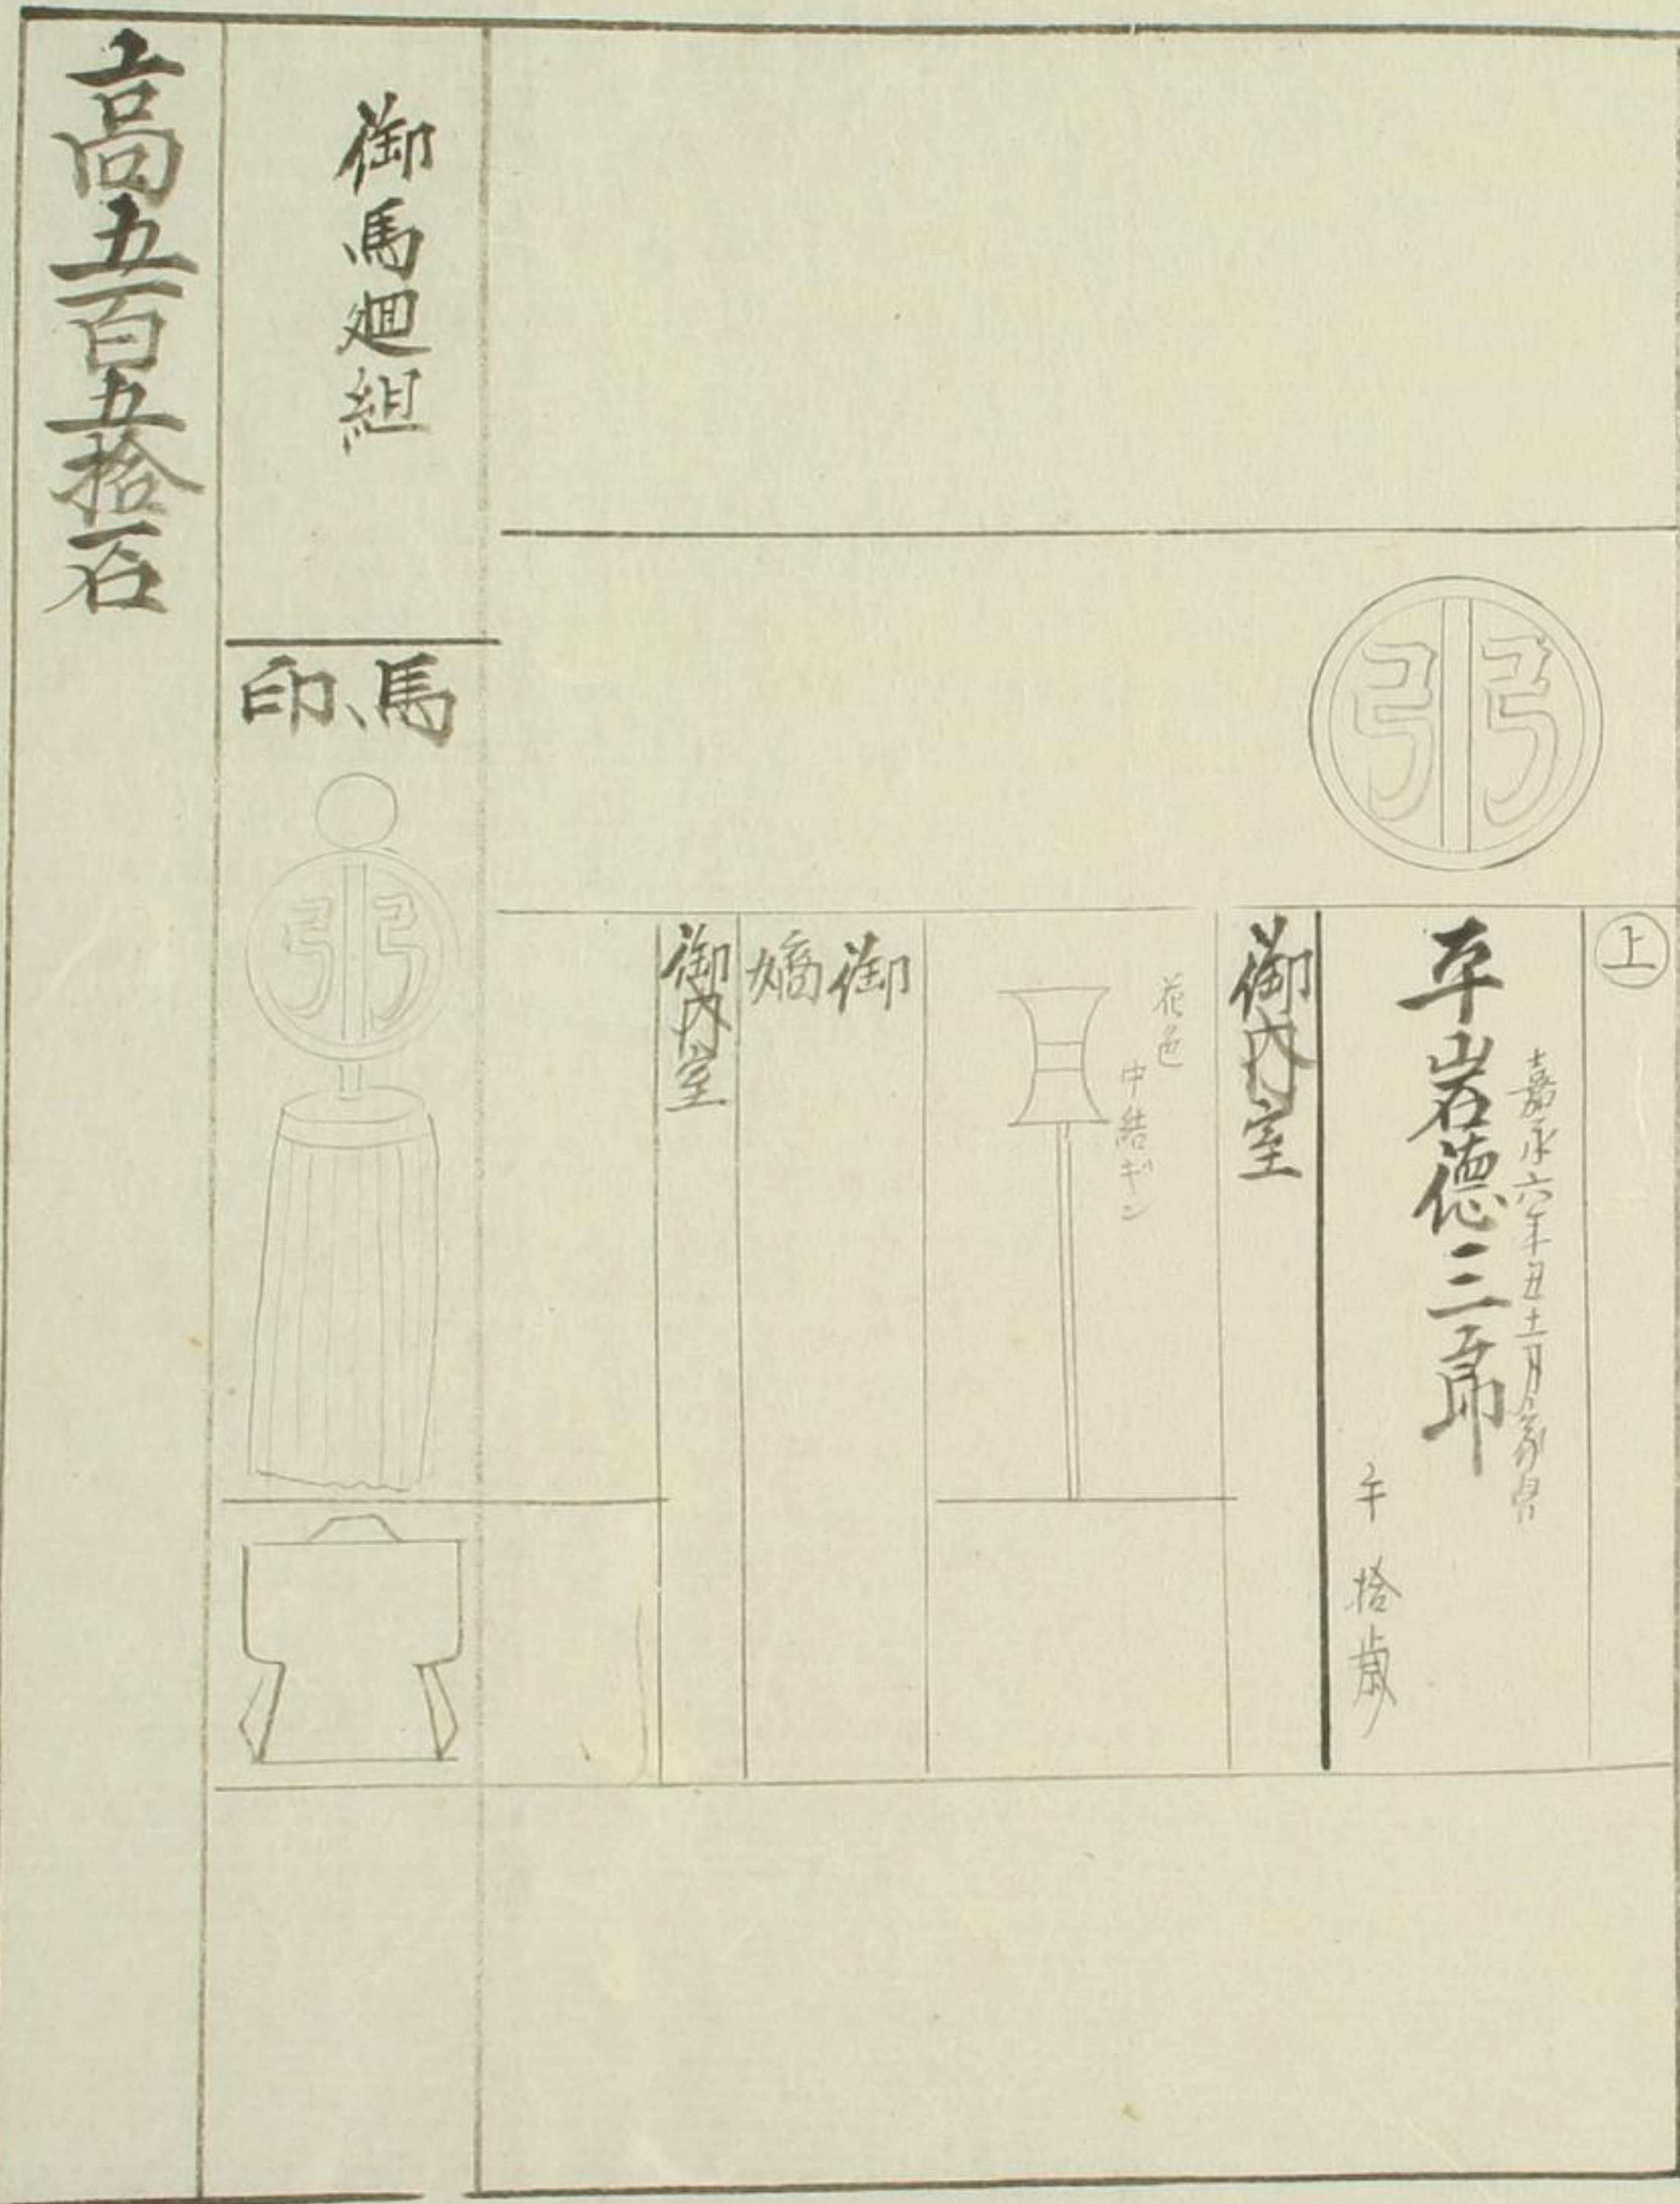 上
嘉永六年丑十一月家督
平岩徳三郎
午拾歳
御内室
花色
中結ギン
御嫡
御内室
御馬廻組
馬印
高五百五拾石